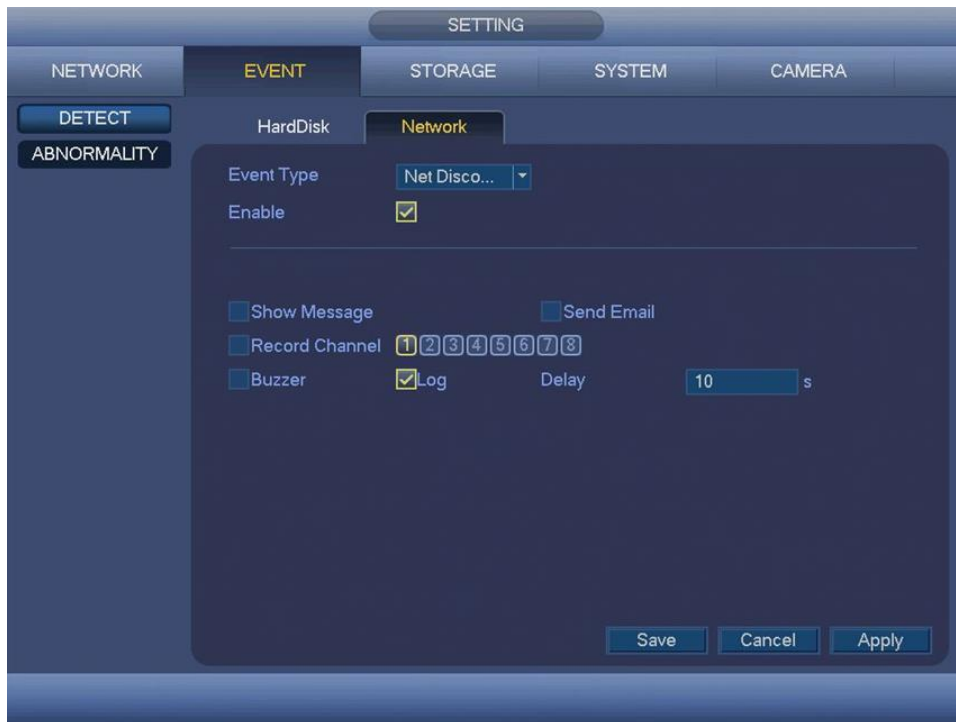 SETTING
NETWORK EVENT STORAGE SYSTEM CAMERA
DETECT
ABNORMALITY
HardDisk Network
Event Type Net Disco...
Enable
Show Message Send Email
Record Channel 1 2 3 4 5 6 7 8
Buzzer Log Delay 10 s
Save Cancel Apply